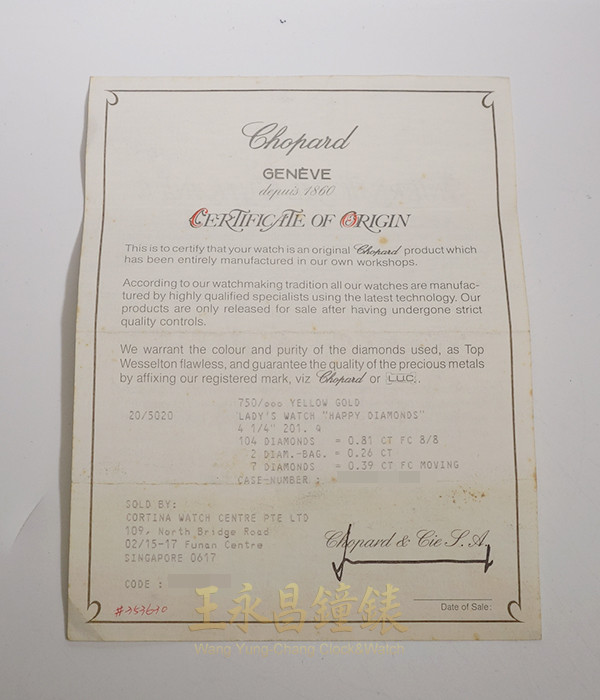 Chopard
GENÈVE
depuis 1860
CERTIFICATE OF ORIGIN
This is to certify that your watch is an original Chopard product which
has been entirely manufactured in our own workshops.
According to our watchmaking tradition all our watches are manufac-
tured by highly qualified specialists using the latest technology. Our
products are only released for sale after having undergone strict
quality controls.
We warrant the colour and purity of the diamonds used, as Top
Wesselton flawless, and guarantee the quality of the precious metals
by affixing our registered mark, viz Chopard or L.U.C.
750/ooo YELLOW GOLD
20/5020 LADY'S WATCH "HAPPY DIAMONDS"
4 1/4" 201. Q
104 DIAMONDS = 0.81 CT FC 8/8
2 DIAM.-BAG. = 0.26 CT
7 DIAMONDS = 0.39 CT FC MOVING
CASE-NUMBER :
SOLD BY:
CORTINA WATCH CENTRE PTE LTD
109, North Bridge Road
02/15-17 Funan Centre
SINGAPORE 0617
Chopard & Cie S.A.
CODE :
#353610
Date of Sale:
王永昌鐘錶
Wang Yung Chang Clock&Watch